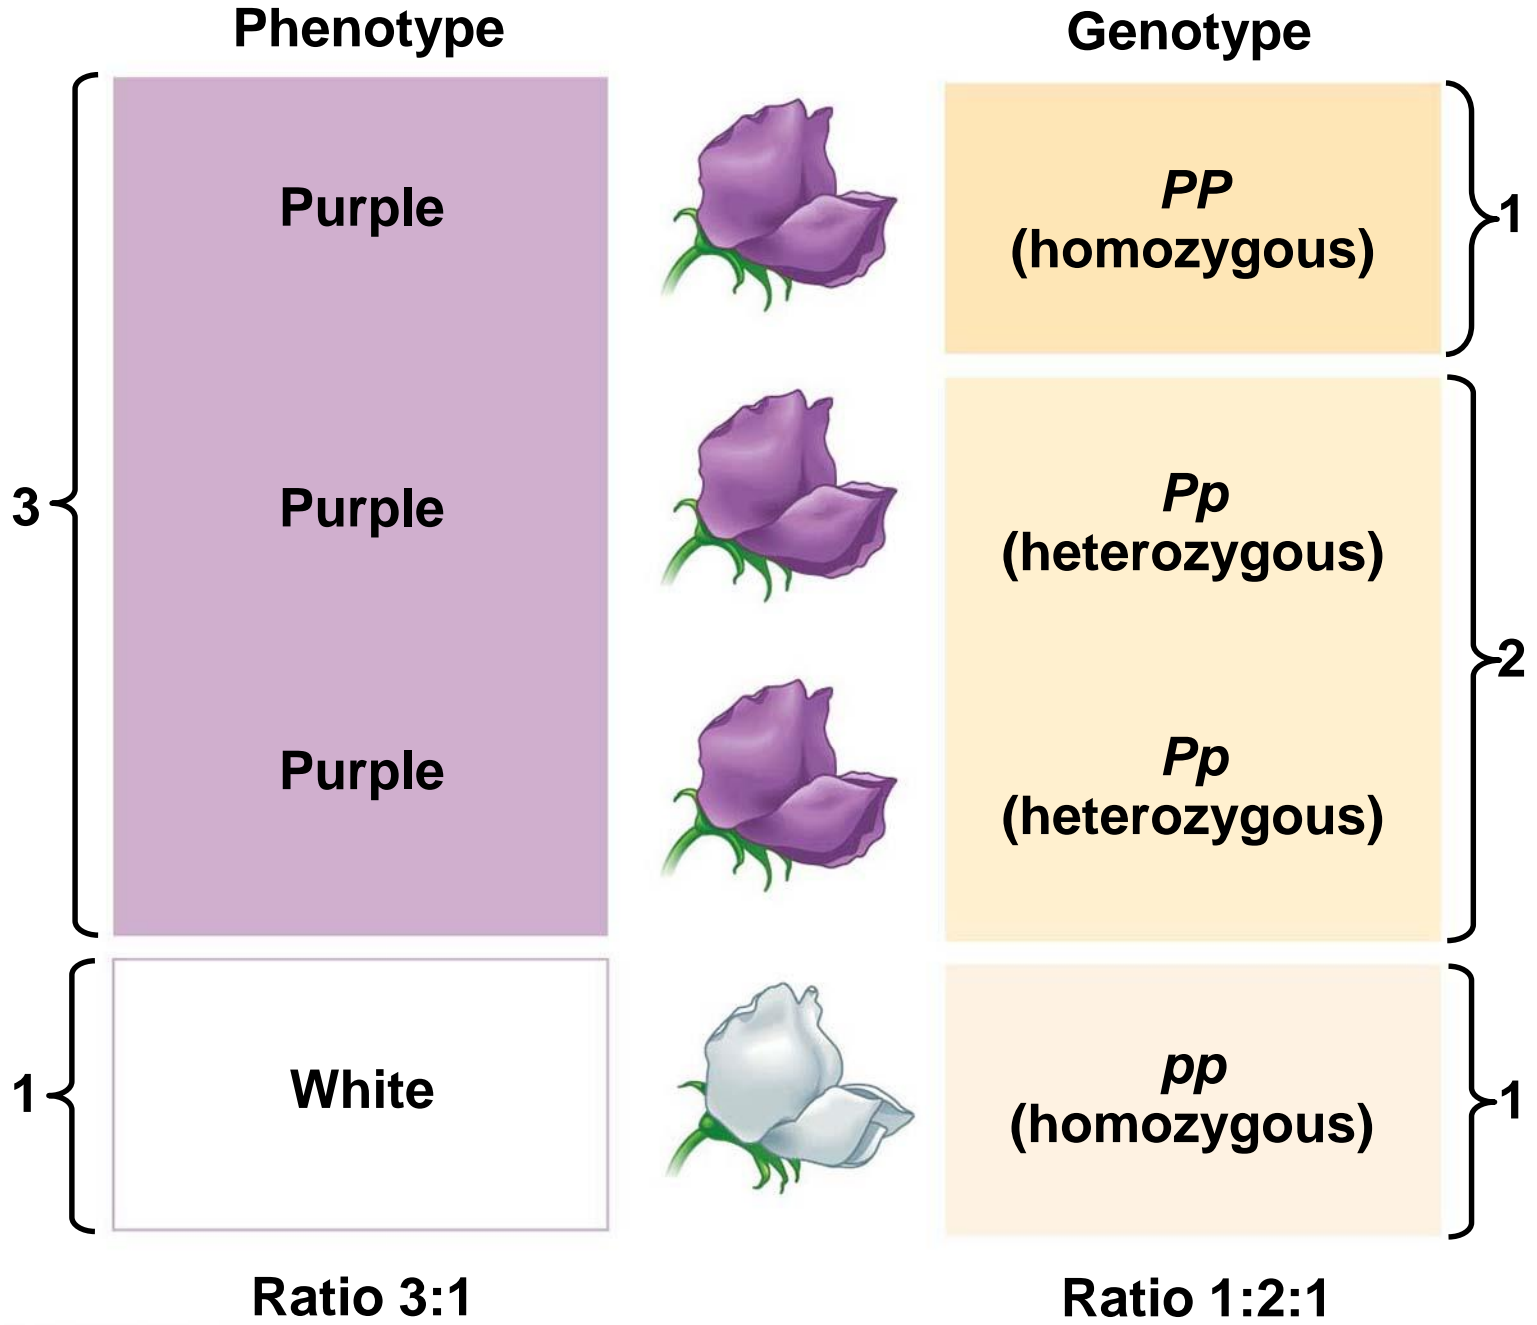 Phenotype
Genotype
Purple
PP
(homozygous)
1
3
Purple
Pp
(heterozygous)
2
Purple
Pp
(heterozygous)
1
White
pp
(homozygous)
1
Ratio 3:1
Ratio 1:2:1